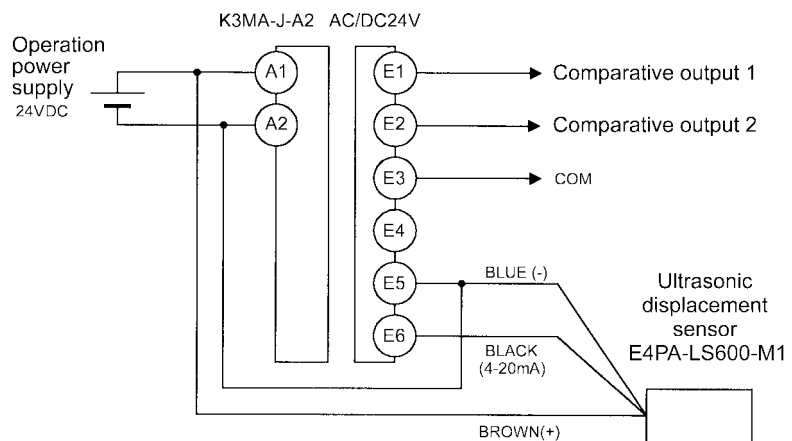 K3MA-J-A2 AC/DC24V
Operation
power
supply
24VDC
A1
A2
E1
E2
E3
E4
E5
E6
Comparative output 1
Comparative output 2
COM
BLUE (-)
BLACK
(4-20mA)
BROWN(+)
Ultrasonic
displacement
sensor
E4PA-LS600-M1